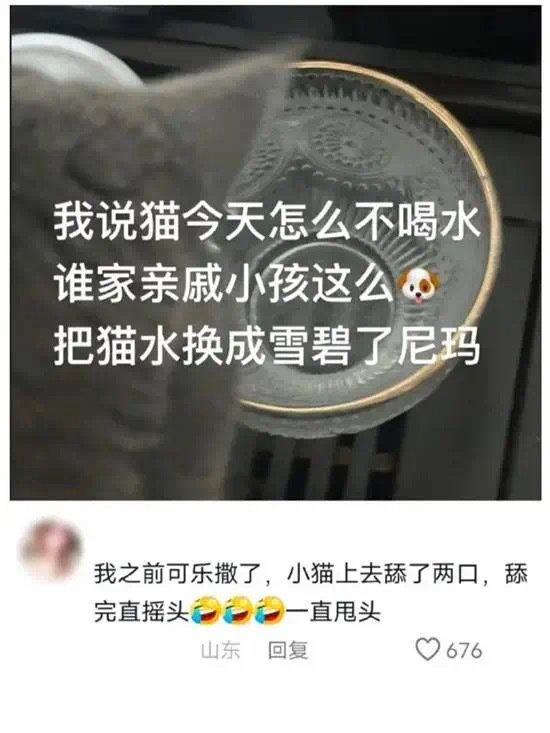 我说猫今天怎么不喝水
谁家亲戚小孩这么🐶
把猫水换成雪碧了尼玛
我之前可乐撒了，小猫上去舔了两口，舔
完直摇头🤣🤣🤣一直甩头
山东 回复 676